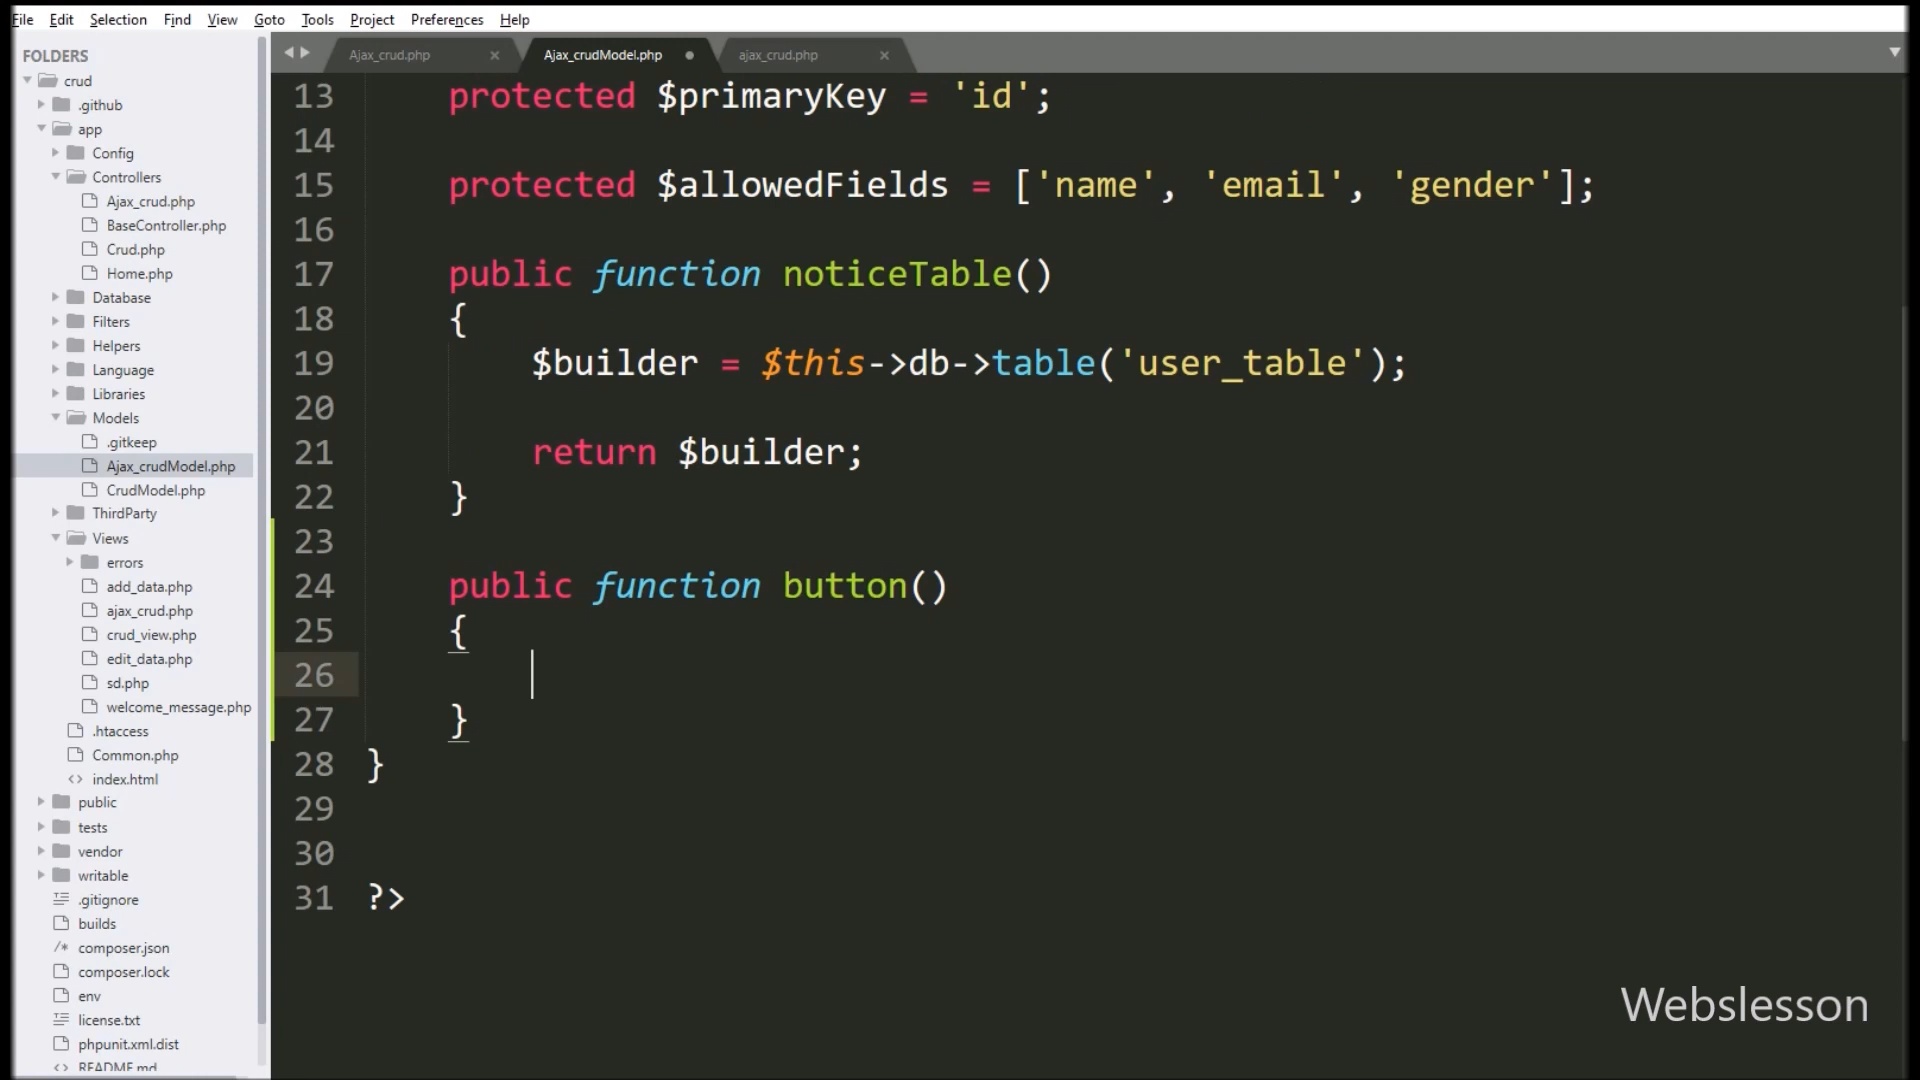 File Edit Selection Find View Goto Tools Project Preferences Help
FOLDERS
crud
.github
app
Config
Controllers
Ajax_crud.php
BaseController.php
Crud.php
Home.php
Database
Filters
Helpers
Language
Libraries
Models
.gitkeep
Ajax_crudModel.php
CrudModel.php
ThirdParty
Views
errors
add_data.php
ajax_crud.php
crud_view.php
edit_data.php
sd.php
welcome_message.php
.htaccess
Common.php
<> index.html
public
tests
vendor
writable
.gitignore
builds
/* composer.json
composer.lock
env
license.txt
phpunit.xml.dist
<> README.md
Ajax_crud.php × Ajax_crudModel.php ajax_crud.php ×
13 protected $primaryKey = 'id';
14
15 protected $allowedFields = ['name', 'email', 'gender'];
16
17 public function noticeTable()
18 {
19 $builder = $this->db->table('user_table');
20
21 return $builder;
22 }
23
24 public function button()
25 {
26
27 }
28 }
29
30
31 ?>
Webslesson